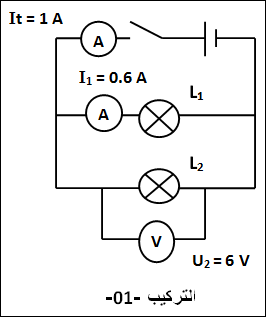 It = 1 A
A
I₁ = 0.6 A
A
L₁
L₂
V
U₂ = 6 V
التركيب -01-